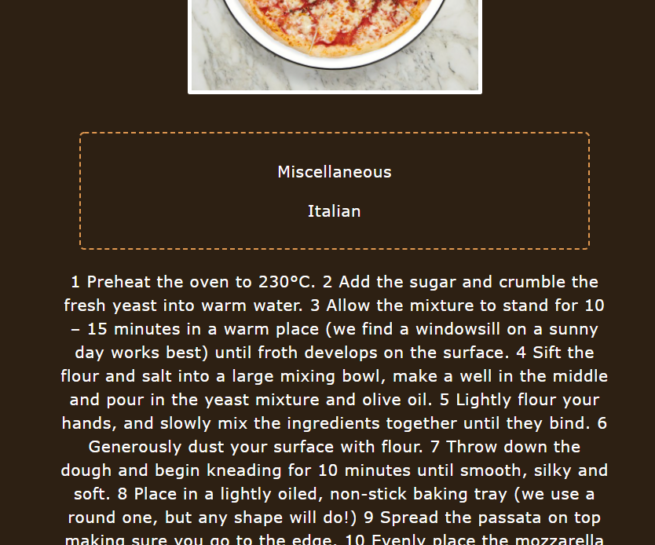 Miscellaneous
Italian
1 Preheat the oven to 230°C. 2 Add the sugar and crumble the
fresh yeast into warm water. 3 Allow the mixture to stand for 10
– 15 minutes in a warm place (we find a windowsill on a sunny
day works best) until froth develops on the surface. 4 Sift the
flour and salt into a large mixing bowl, make a well in the middle
and pour in the yeast mixture and olive oil. 5 Lightly flour your
hands, and slowly mix the ingredients together until they bind. 6
Generously dust your surface with flour. 7 Throw down the
dough and begin kneading for 10 minutes until smooth, silky and
soft. 8 Place in a lightly oiled, non-stick baking tray (we use a
round one, but any shape will do!) 9 Spread the passata on top
making sure you go to the edge. 10 Evenly place the mozzarella